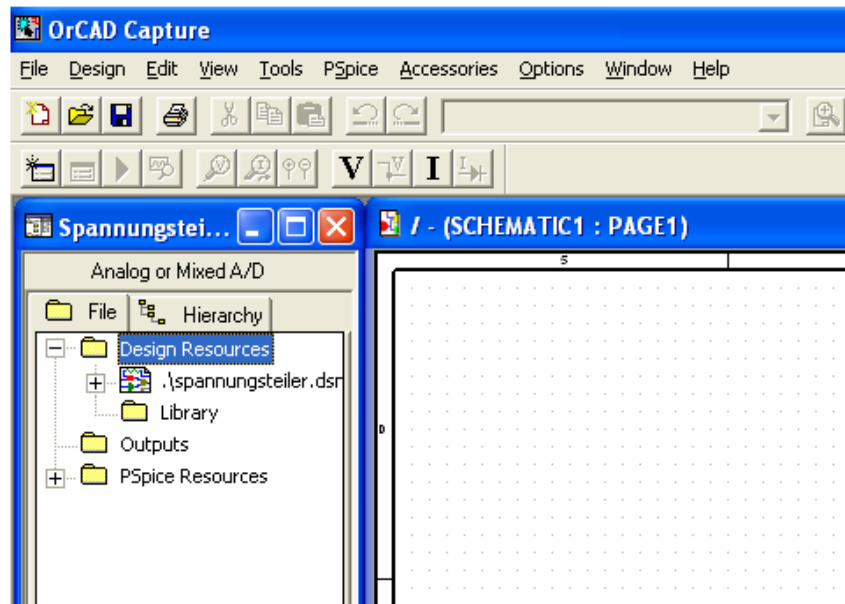 OrCAD Capture
File Design Edit View Tools PSpice Accessories Options Window Help
V V I I
Spannungstei...
/ - (SCHEMATIC1 : PAGE1)
Analog or Mixed A/D
5
File Hierarchy
Design Resources
.\spannungsteiler.dsn
Library
D
Outputs
PSpice Resources